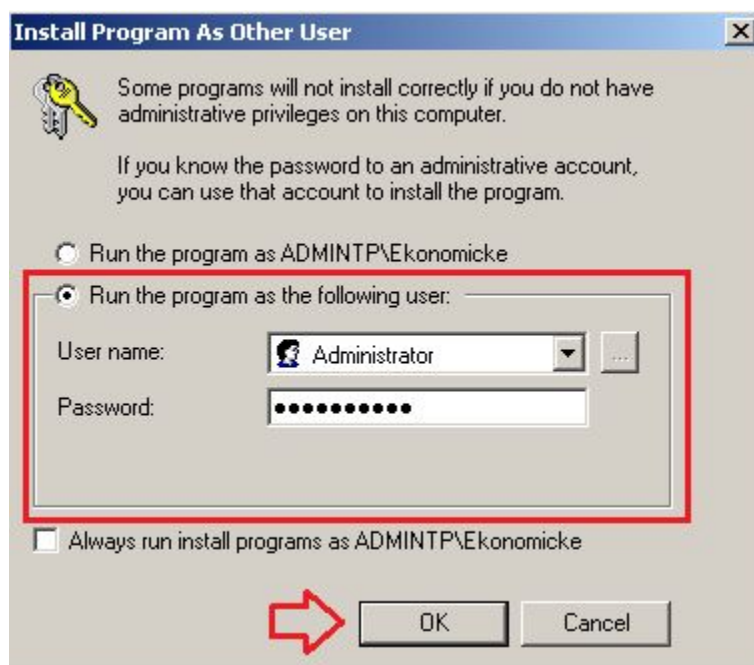 Install Program As Other User
Some programs will not install correctly if you do not have
administrative privileges on this computer.
If you know the password to an administrative account,
you can use that account to install the program.
Run the program as ADMINTP\Ekonomicke
Run the program as the following user:
User name:
Administrator
...
Password:
●●●●●●●●●●
Always run install programs as ADMINTP\Ekonomicke
OK
Cancel